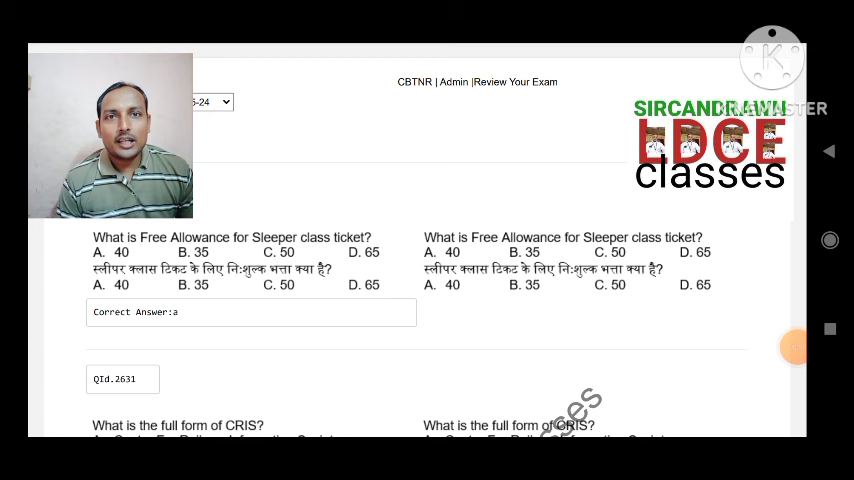 CBTNR | Admin |Review Your Exam
5-24
SIRCANDRAWN
KINEMASTER
LDCE
classes
What is Free Allowance for Sleeper class ticket?
A. 40 B. 35 C. 50 D. 65
स्लीपर क्लास टिकट के लिए निःशुल्क भत्ता क्या है?
A. 40 B. 35 C. 50 D. 65
What is Free Allowance for Sleeper class ticket?
A. 40 B. 35 C. 50 D. 65
स्लीपर क्लास टिकट के लिए निःशुल्क भत्ता क्या है?
A. 40 B. 35 C. 50 D. 65
Correct Answer:a
QId.2631
What is the full form of CRIS?
What is the full form of CRIS?